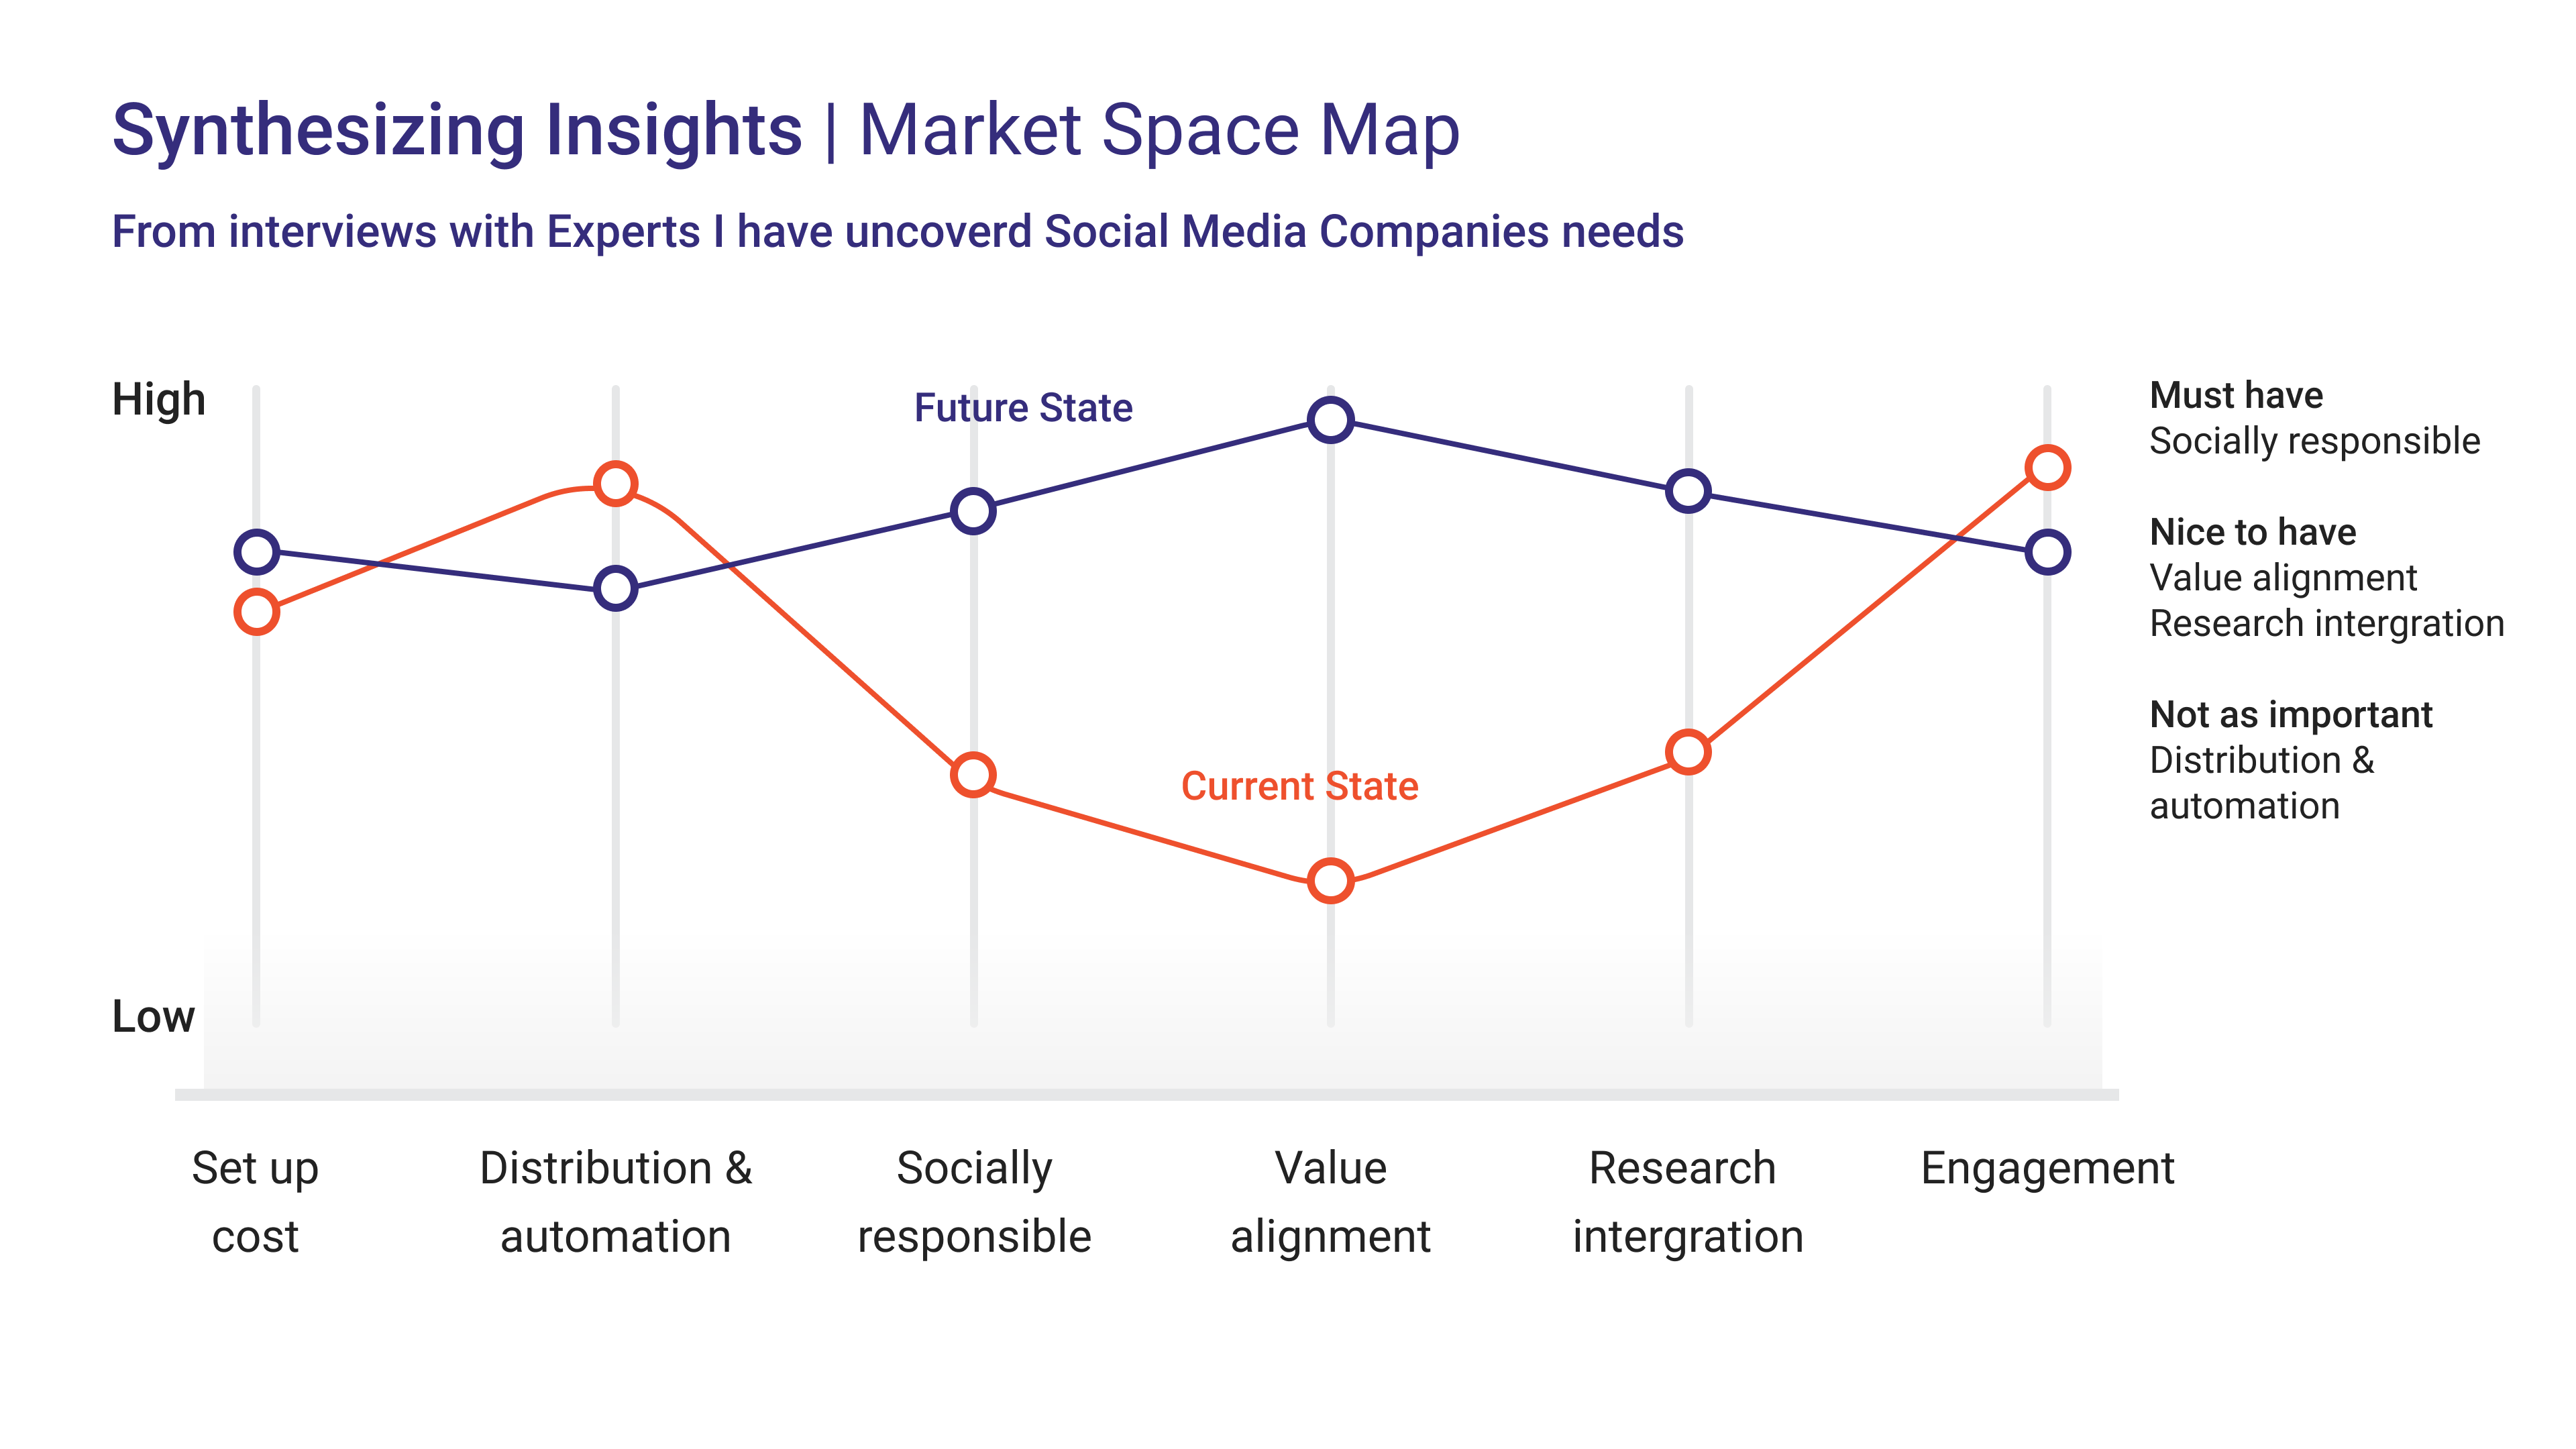 Synthesizing Insights | Market Space Map
From interviews with Experts I have uncoverd Social Media Companies needs
High
Future State
Current State
Low
Set up
cost
Distribution &
automation
Socially
responsible
Value
alignment
Research
intergration
Engagement
Must have
Socially responsible
Nice to have
Value alignment
Research intergration
Not as important
Distribution &
automation